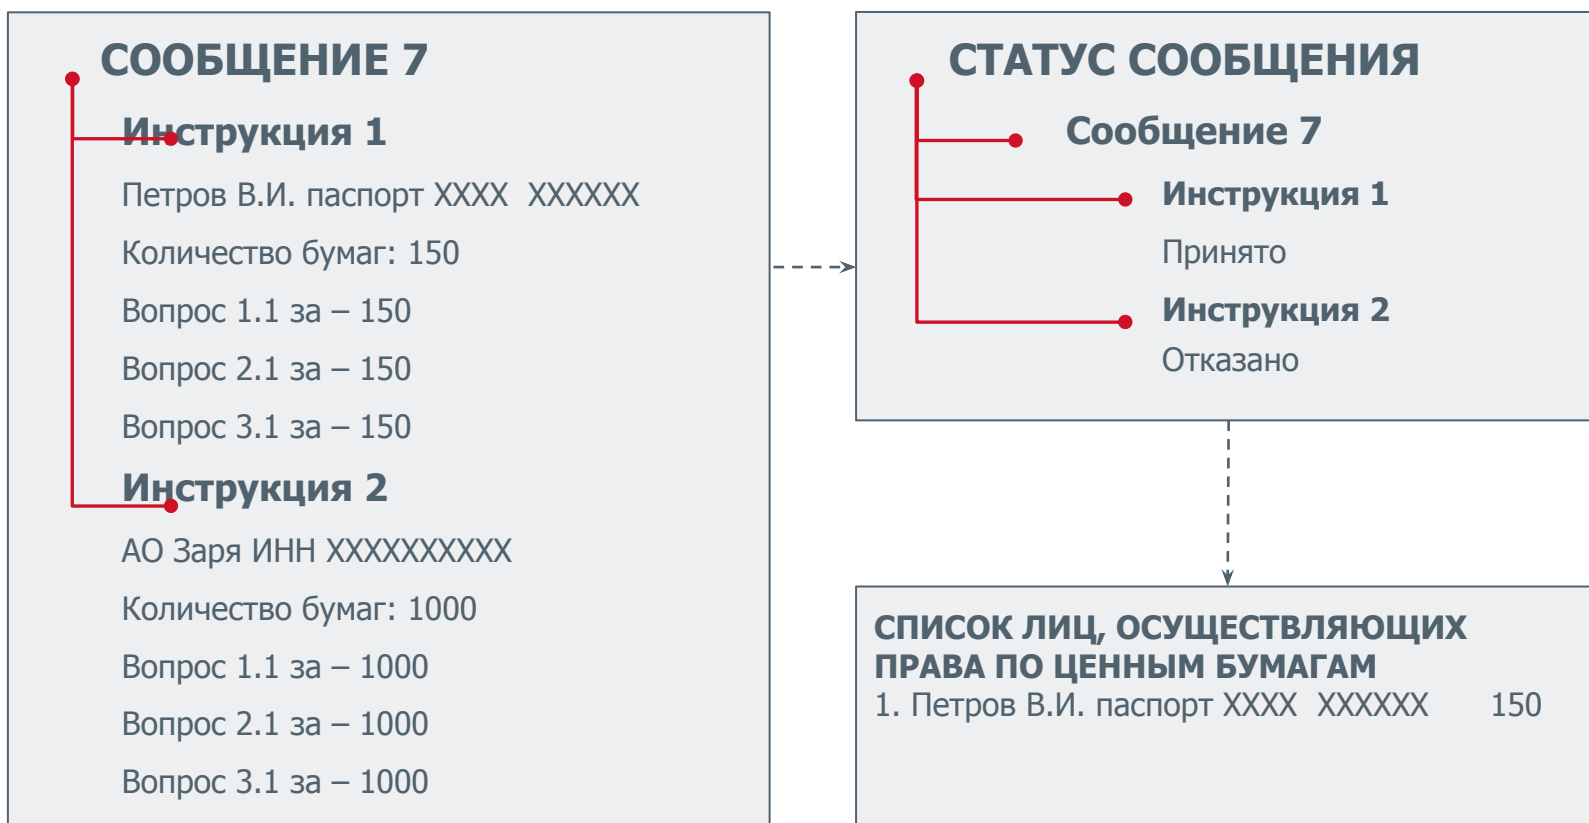 СООБЩЕНИЕ 7
Инструкция 1
Петров В.И. паспорт XXXX  XXXXXX
Количество бумаг: 150
Вопрос 1.1 за – 150
Вопрос 2.1 за – 150
Вопрос 3.1 за – 150
Инструкция 2
АО Заря ИНН XXXXXXXXXX
Количество бумаг: 1000
Вопрос 1.1 за – 1000
Вопрос 2.1 за – 1000
Вопрос 3.1 за – 1000
СТАТУС СООБЩЕНИЯ
Сообщение 7
Инструкция 1
Принято
Инструкция 2
Отказано
СПИСОК ЛИЦ, ОСУЩЕСТВЛЯЮЩИХ
ПРАВА ПО ЦЕННЫМ БУМАГАМ
1. Петров В.И. паспорт XXXX  XXXXXX 150